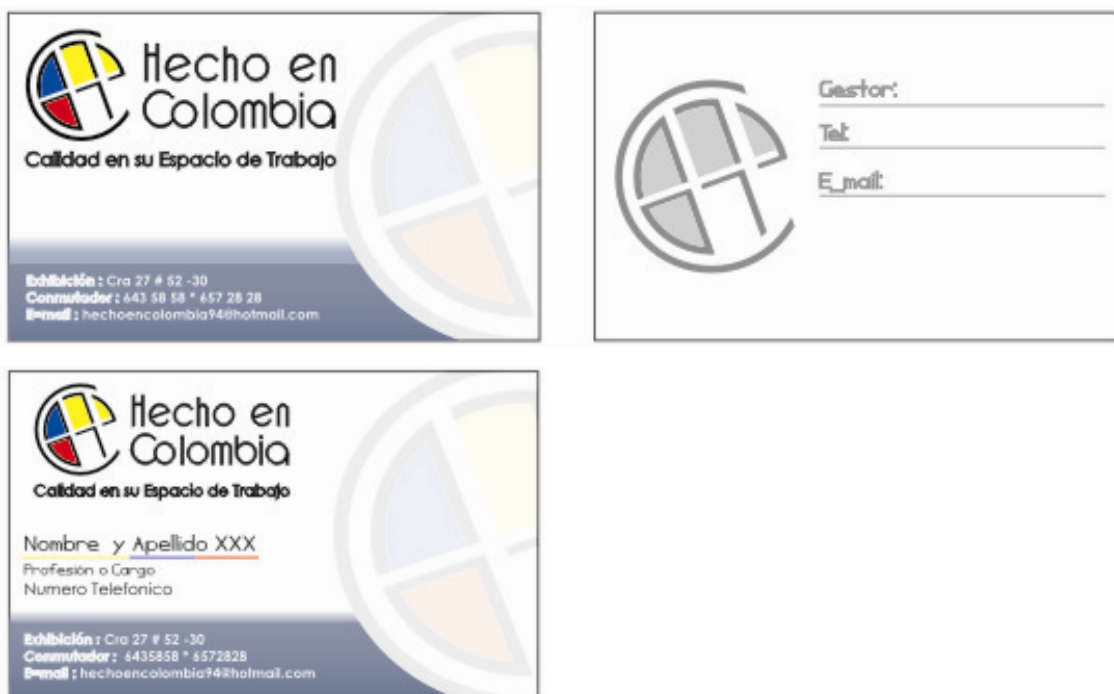 Hecho en
Colombia
Calidad en su Espacio de Trabajo
Exhibición : Cra 27 # 52 -30
Conmutador : 643 58 58 * 657 28 28
E-mail : hechoencolombia94@hotmail.com
Gestor:
Tel:
E_mail:
Hecho en
Colombia
Calidad en su Espacio de Trabajo
Nombre y Apellido XXX
Profesión o Cargo
Numero Telefonico
Exhibición : Cra 27 # 52 -30
Conmutador : 6435858 * 6572828
E-mail : hechoencolombia94@hotmail.com